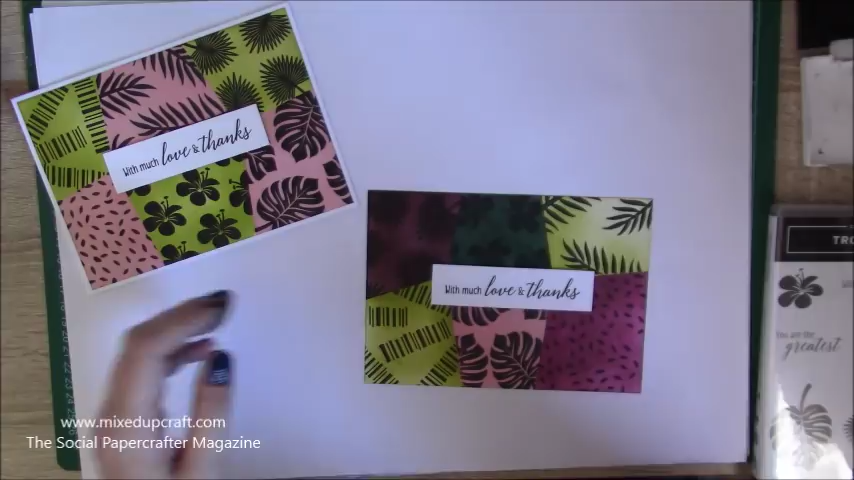 With much love & thanks
With much love & thanks
TRO
You are the
greatest
www.mixedupcraft.com
The Social Papercrafter Magazine